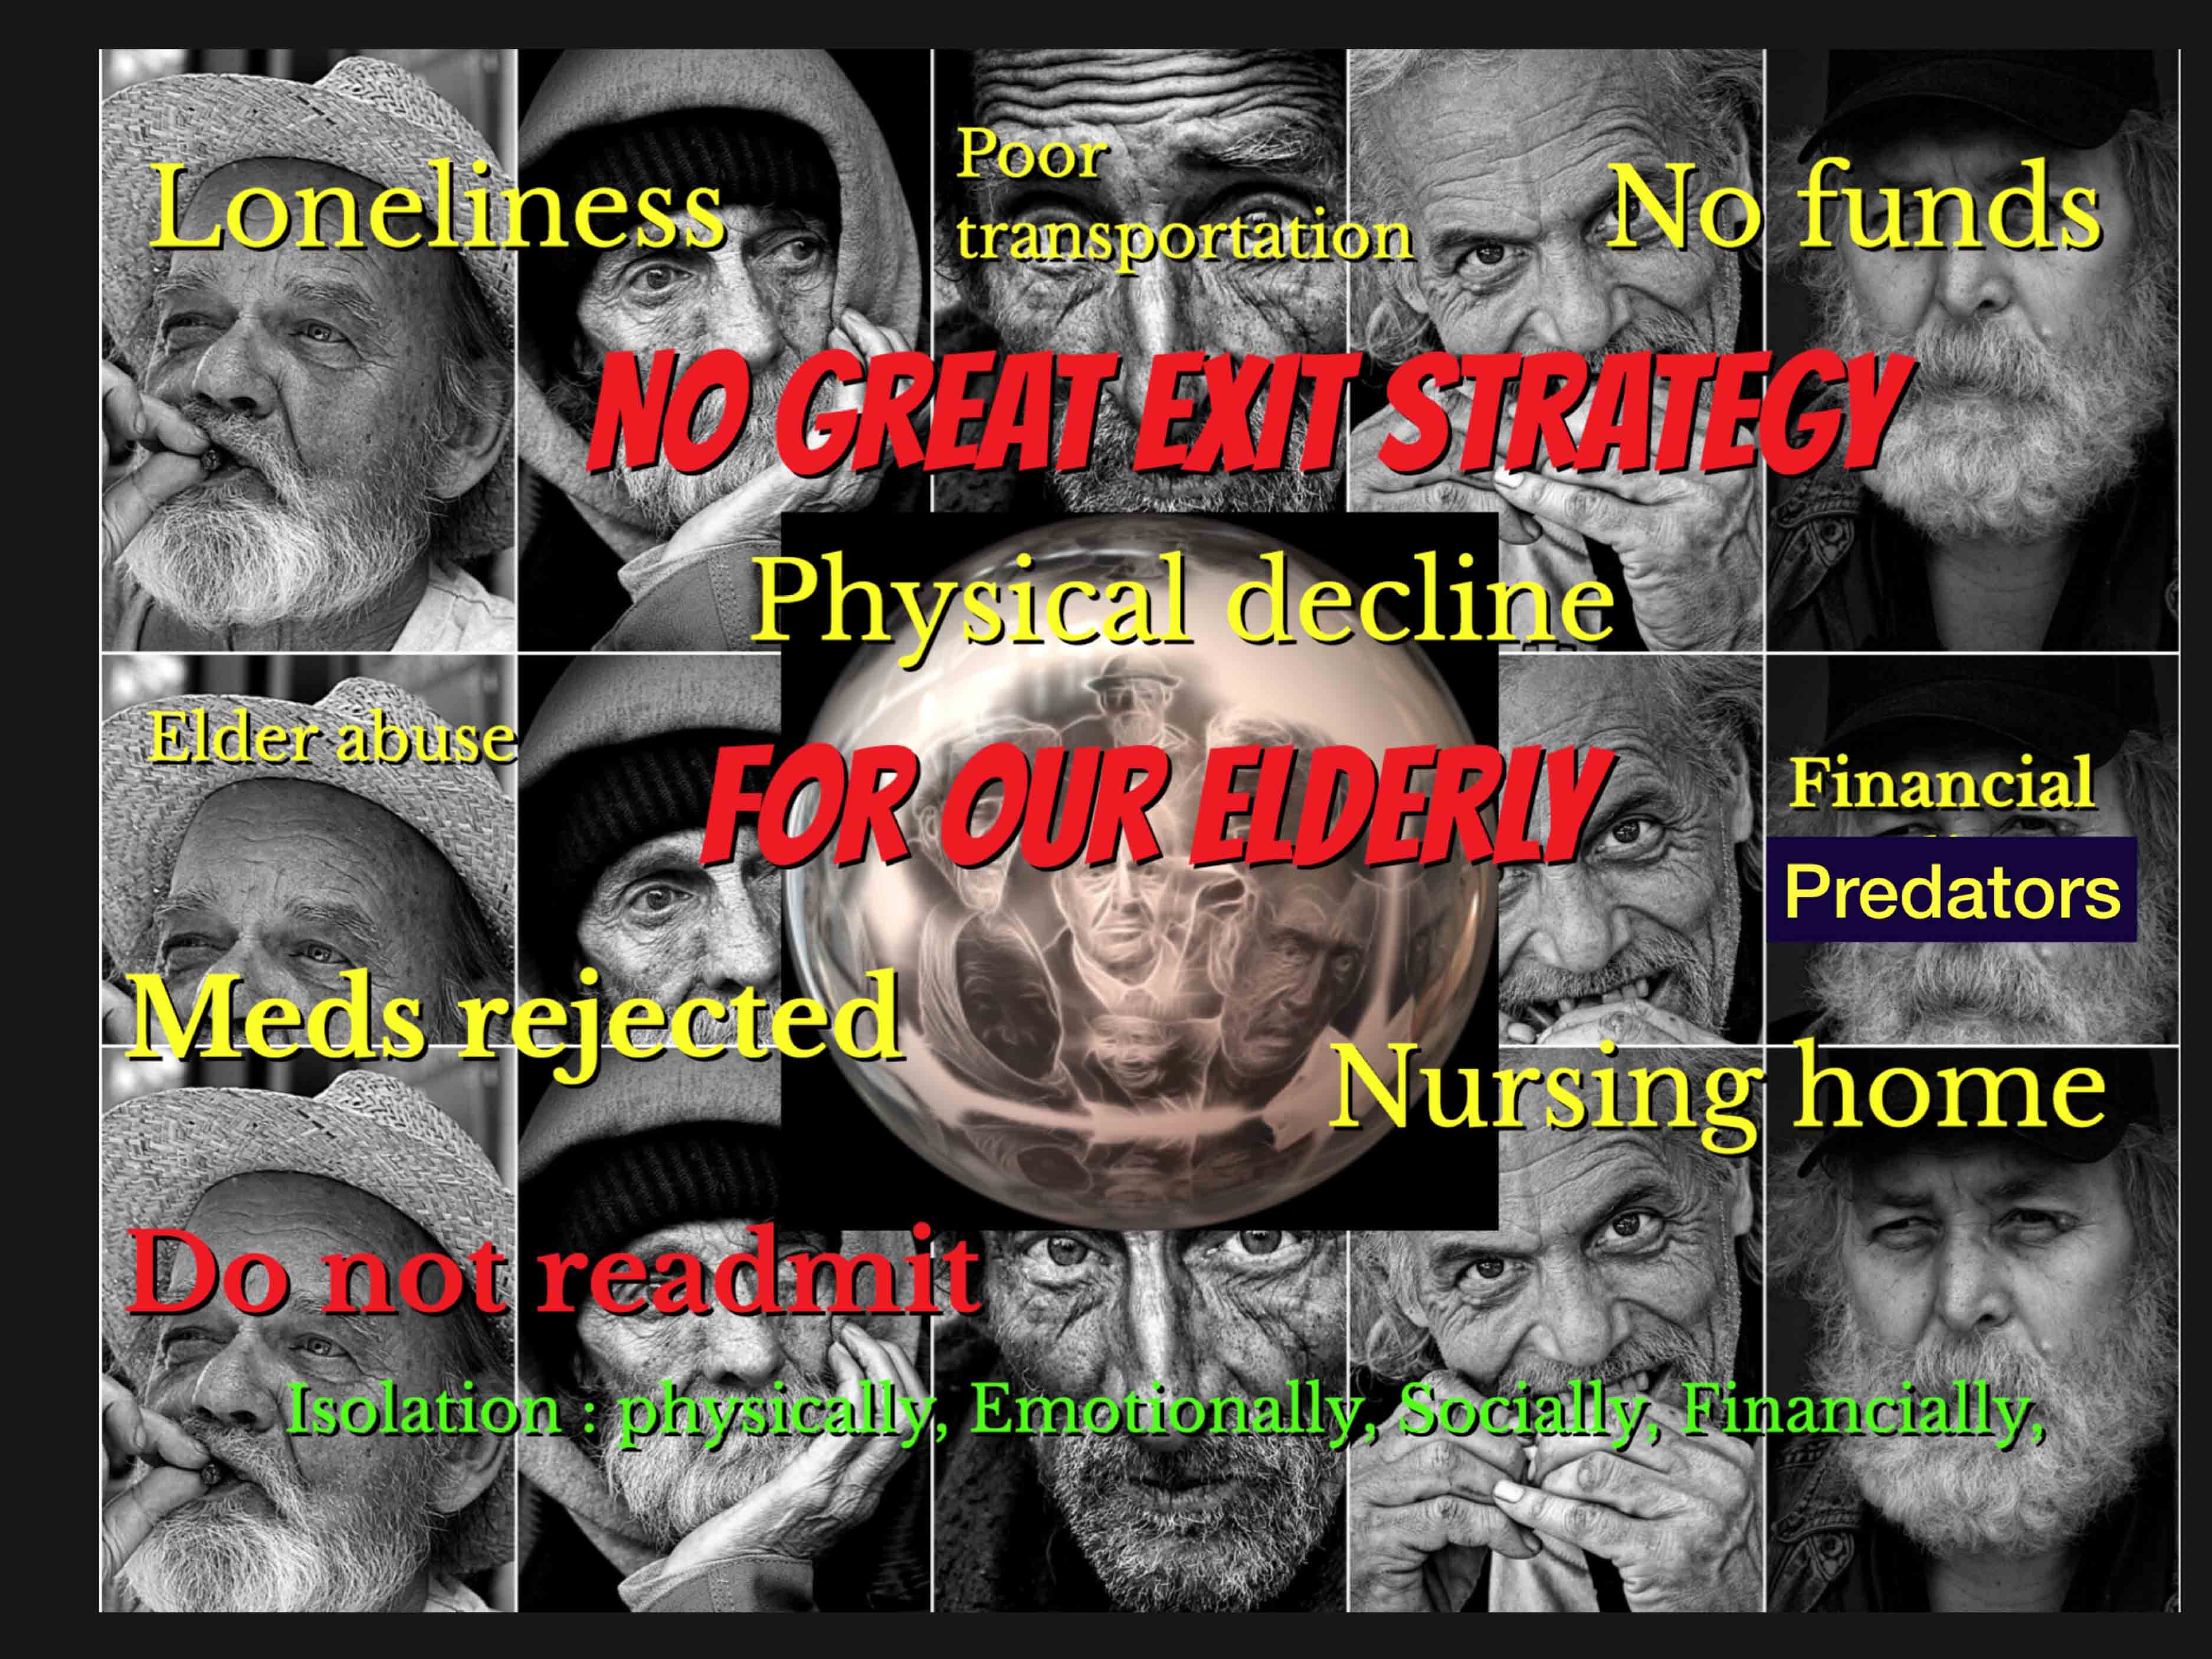 Loneliness
Poor
transportation
No funds
NO GREAT EXIT STRATEGY
Physical decline
Elder abuse
FOR OUR ELDERLY
Financial
Predators
Meds rejected
Nursing home
Do not readmit
Isolation : physically, Emotionally, Socially, Financially,